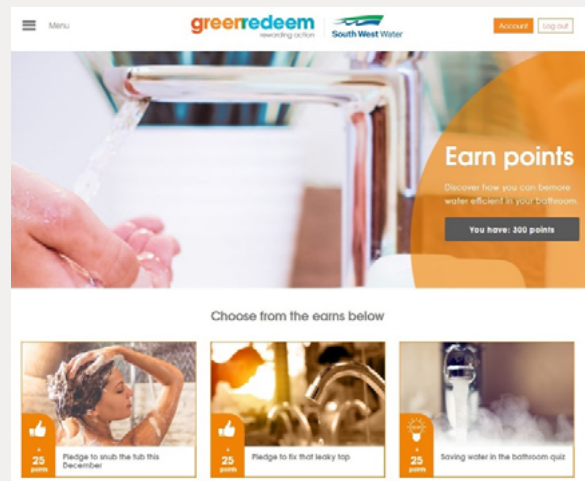 Menu
greenredeem
rewarding action
South West Water
Account
Log out
Earn points
Discover how you can bemore
water efficient in your bathroom.
You have: 300 points
Choose from the earns below
+
25
points
Pledge to snub the tub this
December
+
25
points
Pledge to fix that leaky tap
+
25
points
Saving water in the bathroom quiz